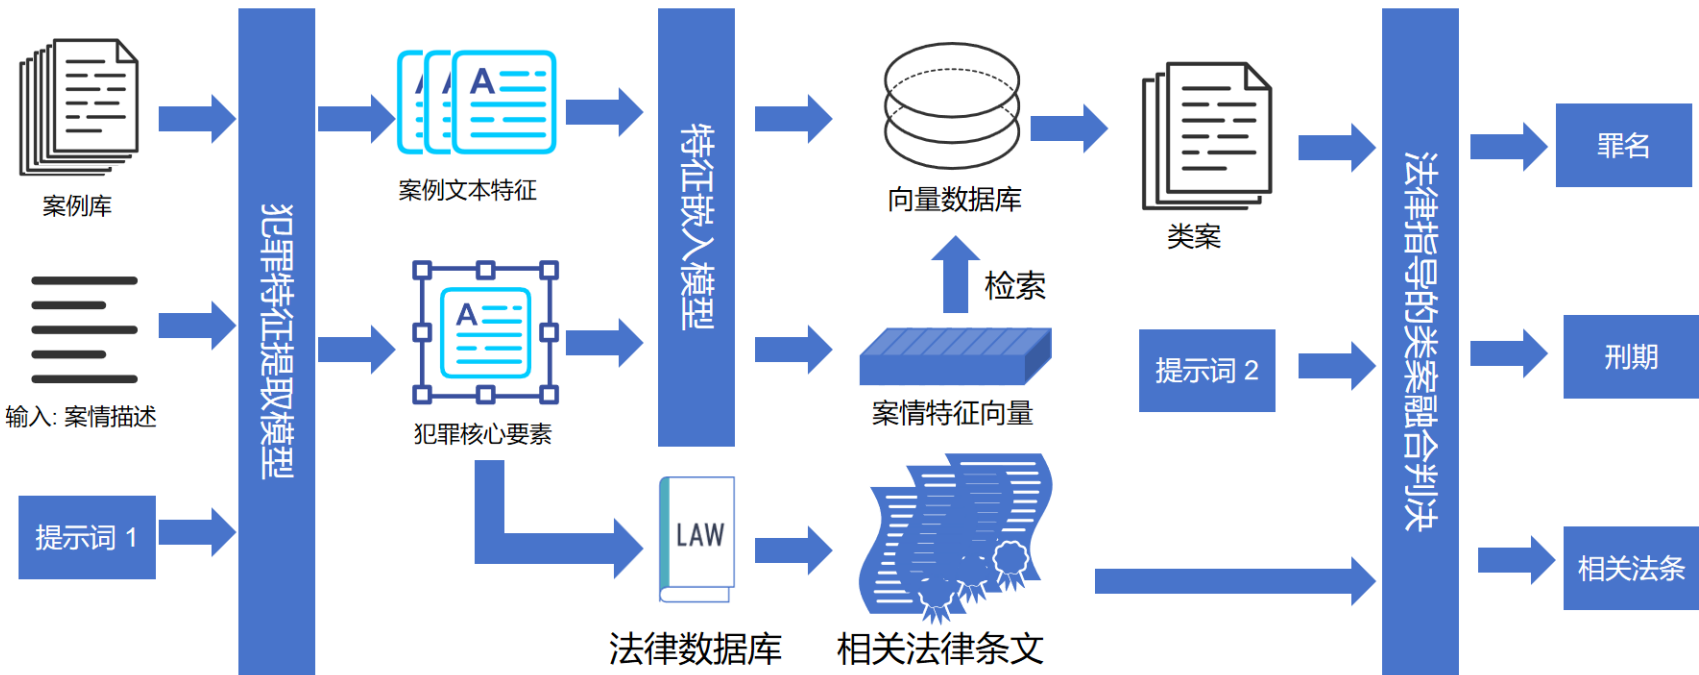 案例库
输入: 案情描述
提示词 1
犯罪特征提取模型
A
A
A
案例文本特征
A
犯罪核心要素
特征嵌入模型
LAW
法律数据库
向量数据库
检索
案情特征向量
相关法律条文
类案
提示词 2
法律指导的类案融合判决
罪名
刑期
相关法条